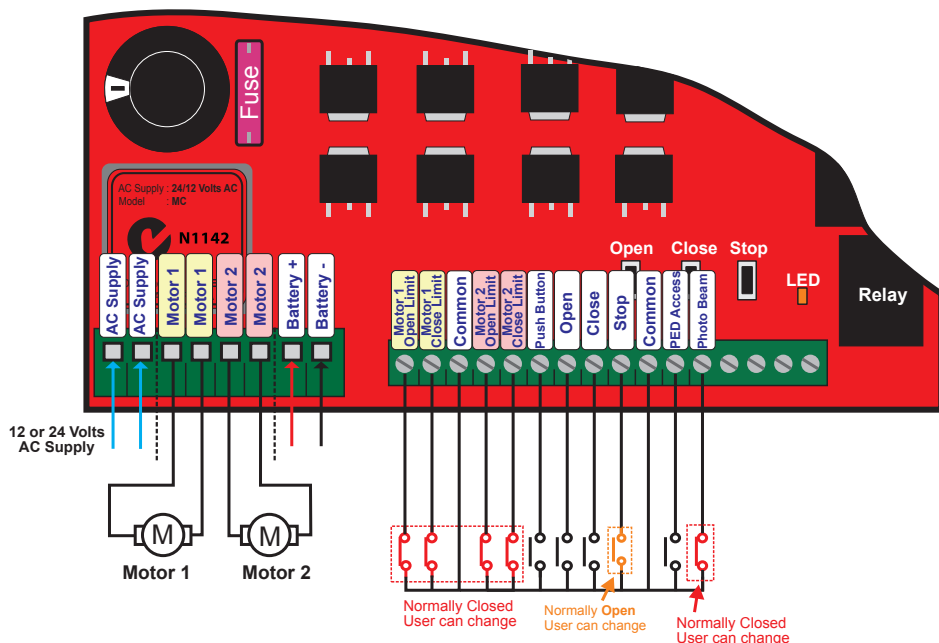 Fuse
AC Supply : 24/12 Volts AC
Model : MC
N1142
Open
Close
Stop
LED
Relay
AC Supply
AC Supply
Motor 1
Motor 1
Motor 2
Motor 2
Battery +
Battery -
Motor 1
Open Limit
Motor 1
Close Limit
Common
Motor 2
Open Limit
Motor 2
Close Limit
Push Button
Open
Close
Stop
Common
PED Access
Photo Beam
12 or 24 Volts
AC Supply
M
M
Motor 1
Motor 2
Normally Closed
User can change
Normally Open
User can change
Normally Closed
User can change